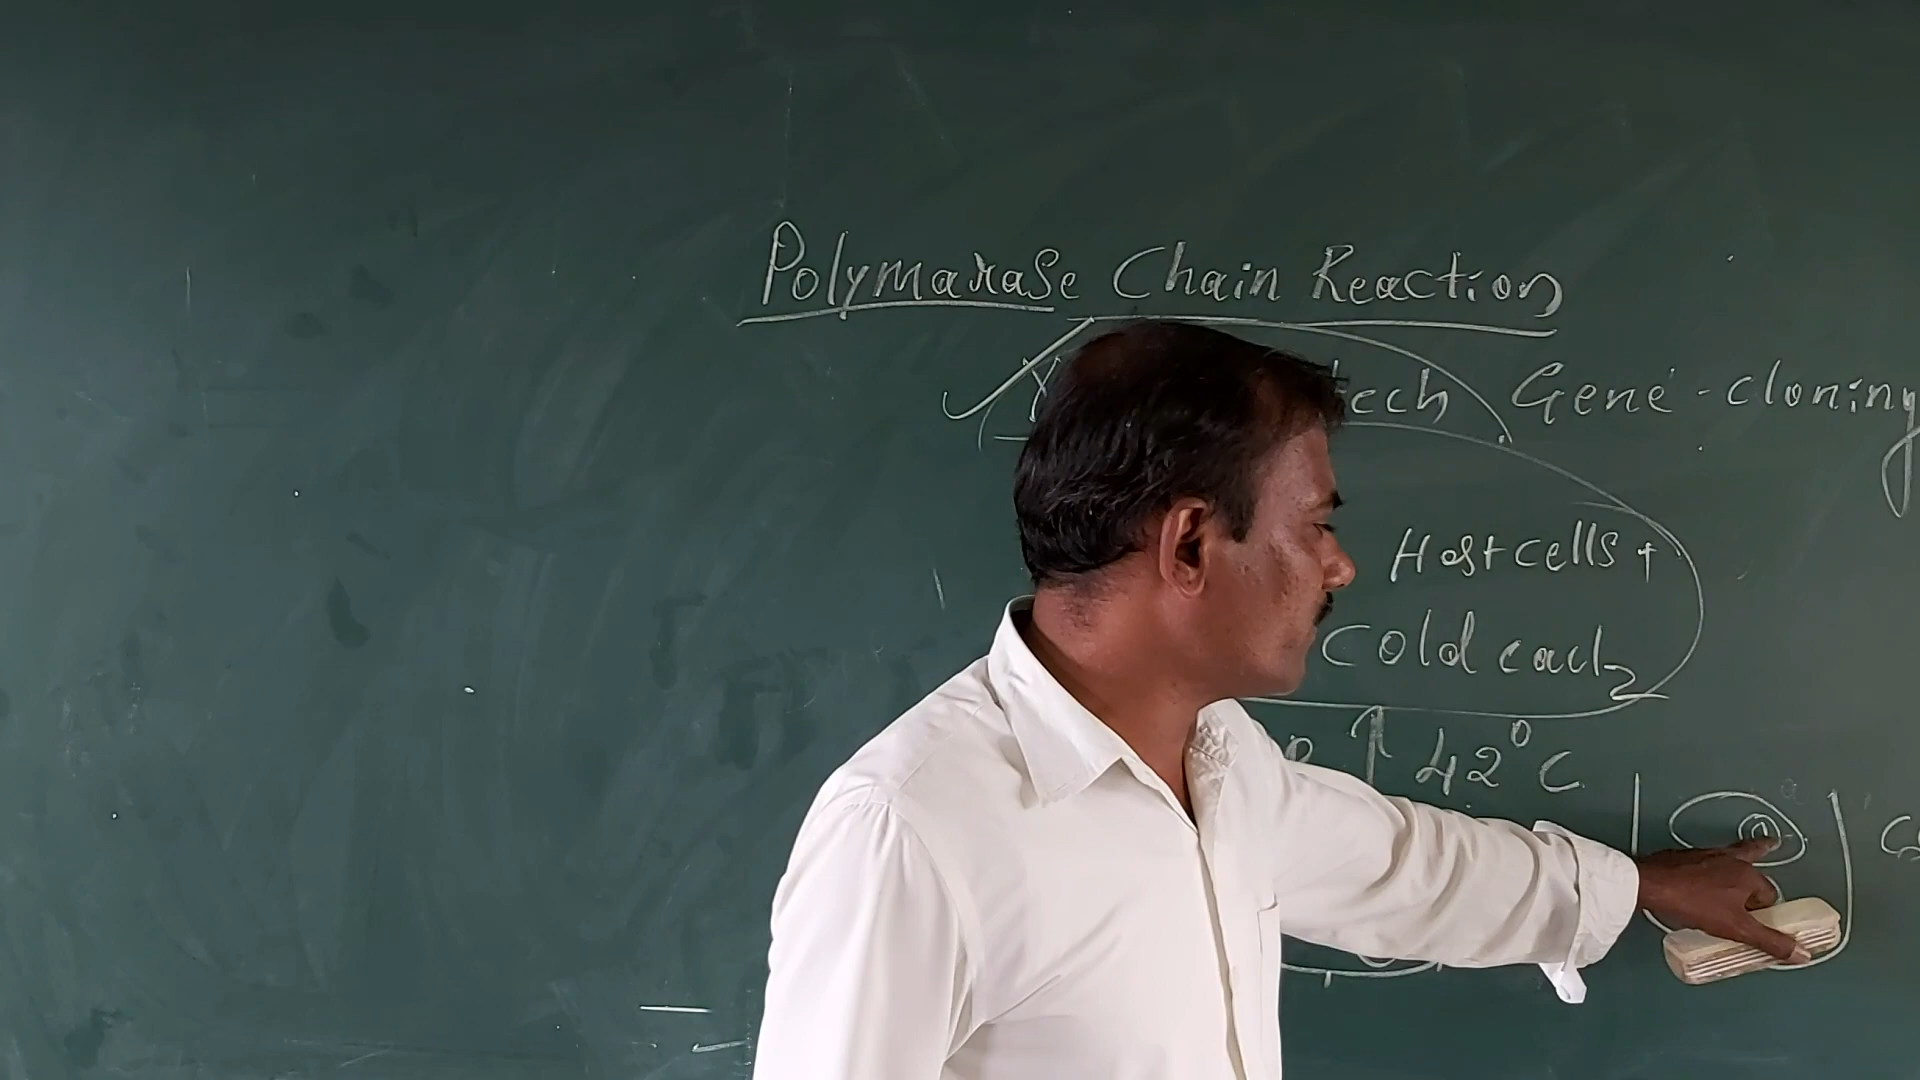 Polymarase Chain Reaction
tech Gene-cloning
Host cells +
Cold cacl2
42°C